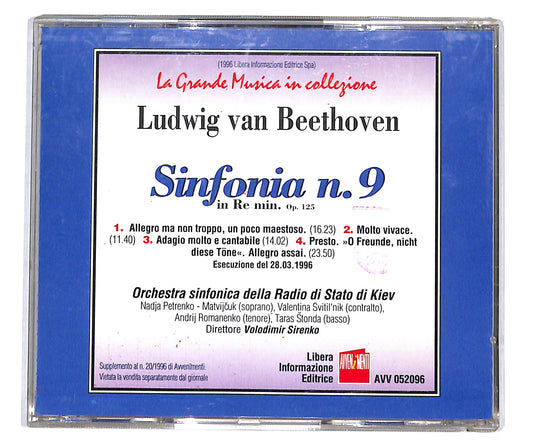 (1996 Libera Informazione Editrice Spa)
La Grande Musica in collezione
Ludwig van Beethoven
Sinfonia n. 9
in Re min. Op. 125
1. Allegro ma non troppo, un poco maestoso. (16.23) 2. Molto vivace.
(11.40) 3. Adagio molto e cantabile (14.02) 4. Presto. »O Freunde, nicht
diese Töne«. Allegro assai. (23.50)
Esecuzione del 28.03.1996
Orchestra sinfonica della Radio di Stato di Kiev
Nadja Petrenko - Matvijčuk (soprano), Valentina Svitil'nik (contralto),
Andrij Romanenko (tenore), Taras Štonda (basso)
Direttore Volodimir Sirenko
Supplemento al n. 20/1996 di Avvenimenti:
Vietata la vendita separatamente dal giornale
Libera
Informazione
Editrice
AVVENIMENTI
AVV 052096